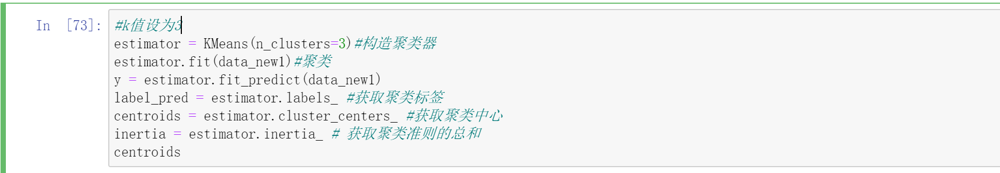 In [73]: #k值设为3
estimator = KMeans(n_clusters=3)#构造聚类器
estimator.fit(data_new1)#聚类
y = estimator.fit_predict(data_new1)
label_pred = estimator.labels_ #获取聚类标签
centroids = estimator.cluster_centers_ #获取聚类中心
inertia = estimator.inertia_ # 获取聚类准则的总和
centroids